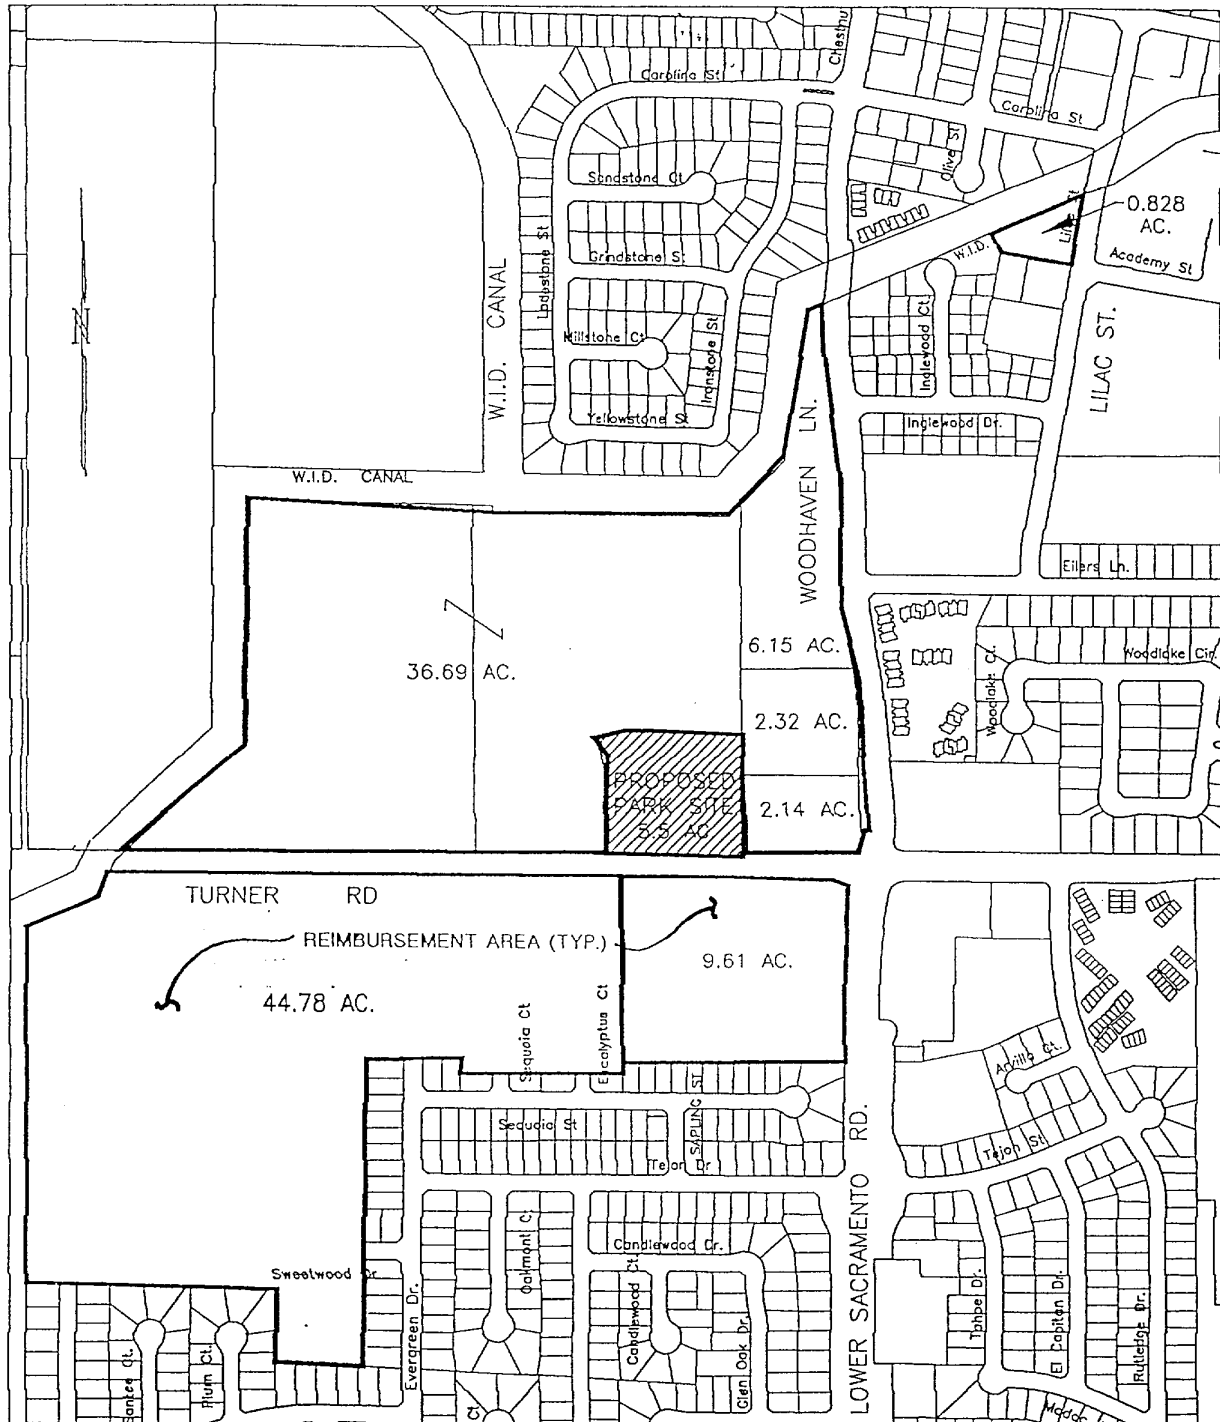 Chestnut
Carolina St
Carolina St
Olive St
Sandstone Ct
Lilac St
0.828
AC.
W.I.D.
Academy St
Grindstone St
Lodestone St
W.I.D. CANAL
Inglewood Ct.
Millstone Ct
Ironstone St
LILAC ST.
Yellowstone St
Inglewood Dr.
N
W.I.D. CANAL
WOODHAVEN LN.
Eilers Ln.
6.15 AC.
Woodlake Cir.
Woodlake Ct.
36.69 AC.
2.32 AC.
PROPOSED
PARK SITE
5.5 AC
2.14 AC.
TURNER RD
REIMBURSEMENT AREA (TYP.)
9.61 AC.
44.78 AC.
Sequoia Ct
Eucalyptus Ct
Arvilla Ct.
SAPLING ST
Sequoia St
Tejon Dr
Tejon St
LOWER SACRAMENTO RD.
Oakmont Ct
Candlewood Dr.
Sweetwood Dr
Evergreen Dr.
Candlewood Ct
Glen Oak Dr.
El Capitan Dr.
Rutledge Dr.
Plum Ct.
Ct